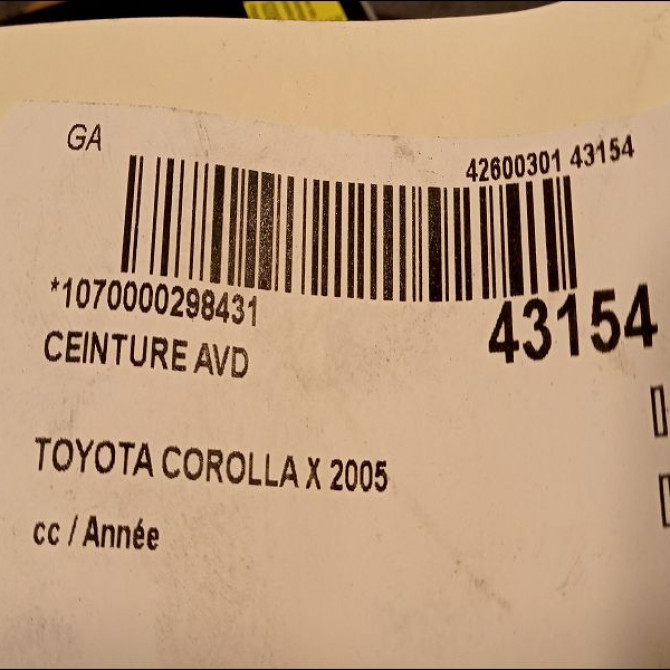 GA
42600301 43154
*1070000298431
43154
CEINTURE AVD
TOYOTA COROLLA X 2005
cc / Année